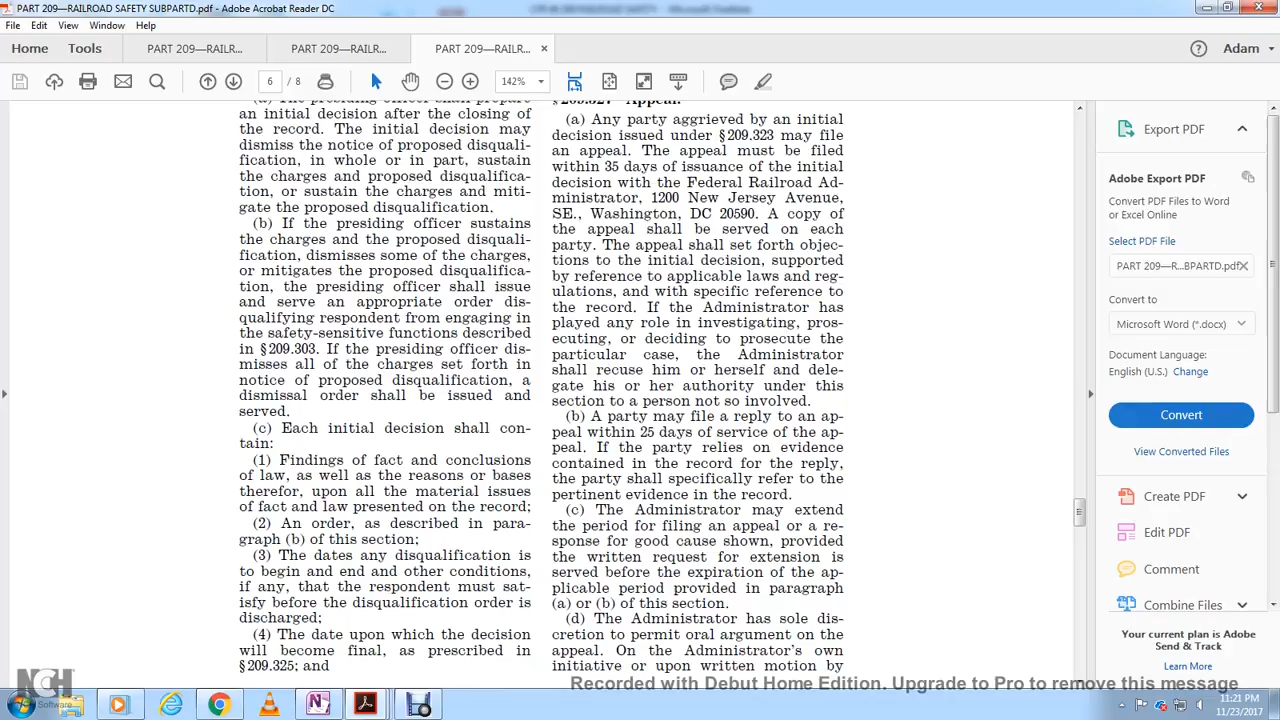 PART 209—RAILROAD SAFETY SUBPARTD.pdf - Adobe Acrobat Reader DC
File Edit View Window Help
Home Tools PART 209—RAILR... PART 209—RAILR... PART 209—RAILR... × Adam
6 / 8 142%
(a) The presiding officer shall prepare
an initial decision after the closing of
the record. The initial decision may
dismiss the notice of proposed disquali-
fication, in whole or in part, sustain
the charges and proposed disqualifica-
tion, or sustain the charges and miti-
gate the proposed disqualification.
(b) If the presiding officer sustains
the charges and the proposed disquali-
fication, dismisses some of the charges,
or mitigates the proposed disqualifica-
tion, the presiding officer shall issue
and serve an appropriate order dis-
qualifying respondent from engaging in
the safety-sensitive functions described
in §209.303. If the presiding officer dis-
misses all of the charges set forth in
notice of proposed disqualification, a
dismissal order shall be issued and
served.
(c) Each initial decision shall con-
tain:
(1) Findings of fact and conclusions
of law, as well as the reasons or bases
therefor, upon all the material issues
of fact and law presented on the record;
(2) An order, as described in para-
graph (b) of this section;
(3) The dates any disqualification is
to begin and end and other conditions,
if any, that the respondent must sat-
isfy before the disqualification order is
discharged;
(4) The date upon which the decision
will become final, as prescribed in
§209.325; and
§209.327 Appeal.
(a) Any party aggrieved by an initial
decision issued under §209.323 may file
an appeal. The appeal must be filed
within 35 days of issuance of the initial
decision with the Federal Railroad Ad-
ministrator, 1200 New Jersey Avenue,
SE., Washington, DC 20590. A copy of
the appeal shall be served on each
party. The appeal shall set forth objec-
tions to the initial decision, supported
by reference to applicable laws and reg-
ulations, and with specific reference to
the record. If the Administrator has
played any role in investigating, pros-
ecuting, or deciding to prosecute the
particular case, the Administrator
shall recuse him or herself and dele-
gate his or her authority under this
section to a person not so involved.
(b) A party may file a reply to an ap-
peal within 25 days of service of the ap-
peal. If the party relies on evidence
contained in the record for the reply,
the party shall specifically refer to the
pertinent evidence in the record.
(c) The Administrator may extend
the period for filing an appeal or a re-
sponse for good cause shown, provided
the written request for extension is
served before the expiration of the ap-
plicable period provided in paragraph
(a) or (b) of this section.
(d) The Administrator has sole dis-
cretion to permit oral argument on the
appeal. On the Administrator's own
initiative or upon written motion by
Export PDF
Adobe Export PDF
Convert PDF Files to Word
or Excel Online
Select PDF File
PART 209—R...BPARTD.pdf ×
Convert to
Microsoft Word (*.docx)
Document Language:
English (U.S.) Change
Convert
View Converted Files
Create PDF
Edit PDF
Comment
Combine Files
Your current plan is Adobe
Send & Track
Learn More
NCH
Software
Recorded with Debut Home Edition. Upgrade to Pro to remove this message
11:21 PM
11/23/2017